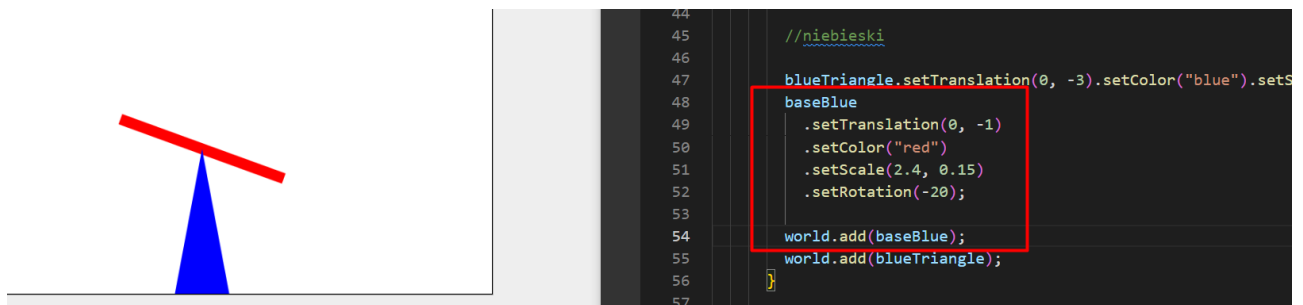 44
45 //niebieski
46
47 blueTriangle.setTranslation(0, -3).setColor("blue").setS
48 baseBlue
49 .setTranslation(0, -1)
50 .setColor("red")
51 .setScale(2.4, 0.15)
52 .setRotation(-20);
53
54 world.add(baseBlue);
55 world.add(blueTriangle);
56 }
57